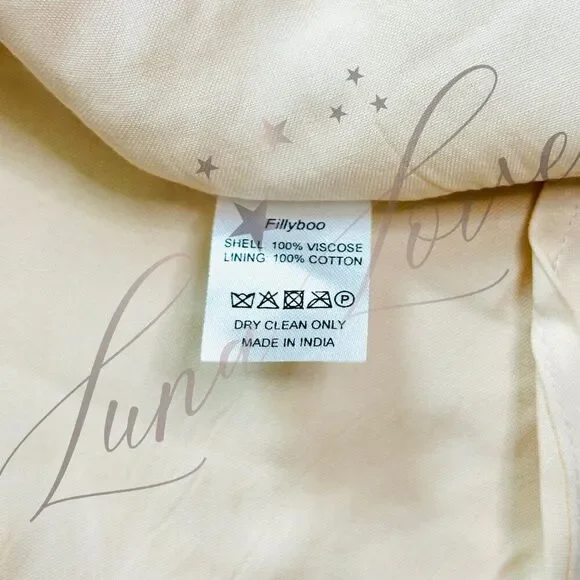 Fillyboo
SHELL: 100% VISCOSE
LINING: 100% COTTON
P
DRY CLEAN ONLY
MADE IN INDIA
Luna Love